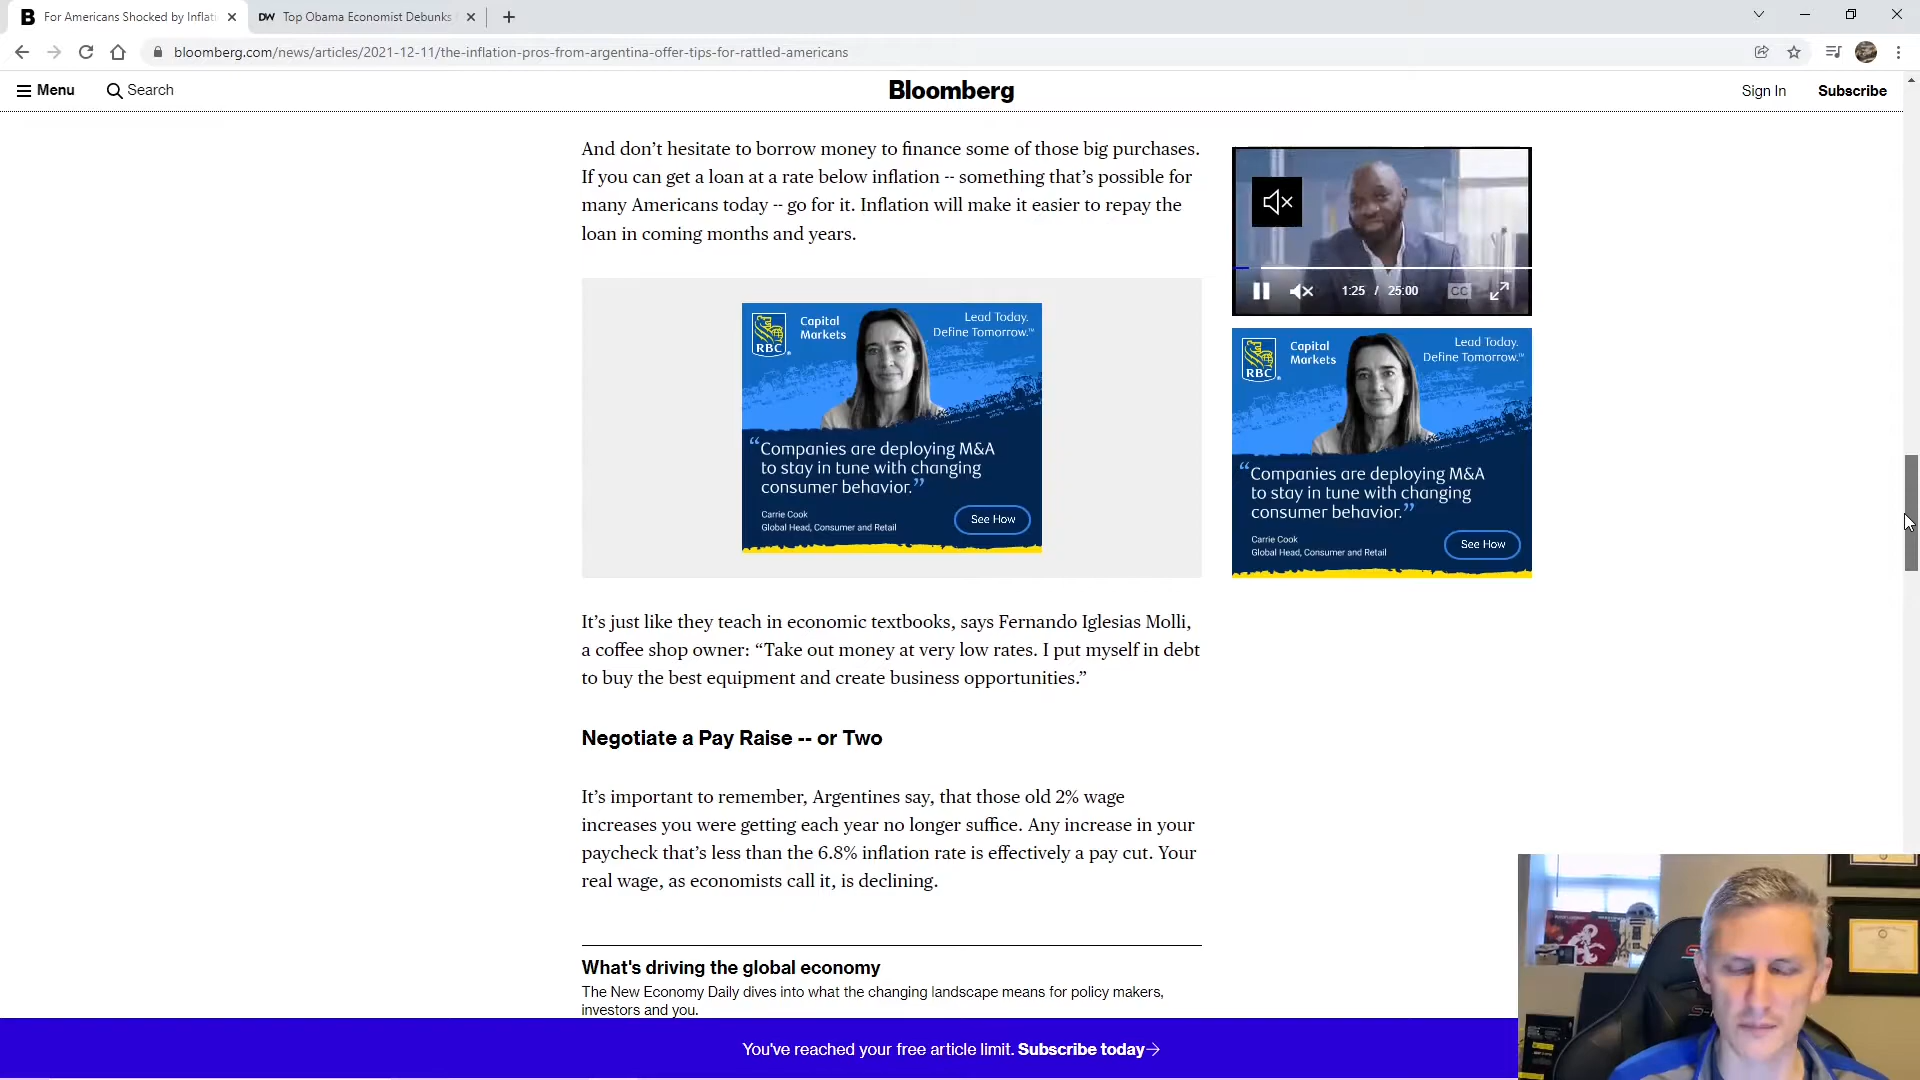 For Americans Shocked by Inflati
Top Obama Economist Debunks
bloomberg.com/news/articles/2021-12-11/the-inflation-pros-from-argentina-offer-tips-for-rattled-americans
Menu
Search
Bloomberg
Sign In
Subscribe
And don’t hesitate to borrow money to finance some of those big purchases.
If you can get a loan at a rate below inflation -- something that’s possible for
many Americans today -- go for it. Inflation will make it easier to repay the
loan in coming months and years.
1:25 / 25:00
CC
RBC
Capital
Markets
Lead Today.
Define Tomorrow.™
“Companies are deploying M&A
to stay in tune with changing
consumer behavior.”
Carrie Cook
Global Head, Consumer and Retail
See How
RBC
Capital
Markets
Lead Today.
Define Tomorrow.™
“Companies are deploying M&A
to stay in tune with changing
consumer behavior.”
Carrie Cook
Global Head, Consumer and Retail
See How
It’s just like they teach in economic textbooks, says Fernando Iglesias Molli,
a coffee shop owner: “Take out money at very low rates. I put myself in debt
to buy the best equipment and create business opportunities.”
Negotiate a Pay Raise -- or Two
It’s important to remember, Argentines say, that those old 2% wage
increases you were getting each year no longer suffice. Any increase in your
paycheck that’s less than the 6.8% inflation rate is effectively a pay cut. Your
real wage, as economists call it, is declining.
What's driving the global economy
The New Economy Daily dives into what the changing landscape means for policy makers,
investors and you.
You've reached your free article limit. Subscribe today